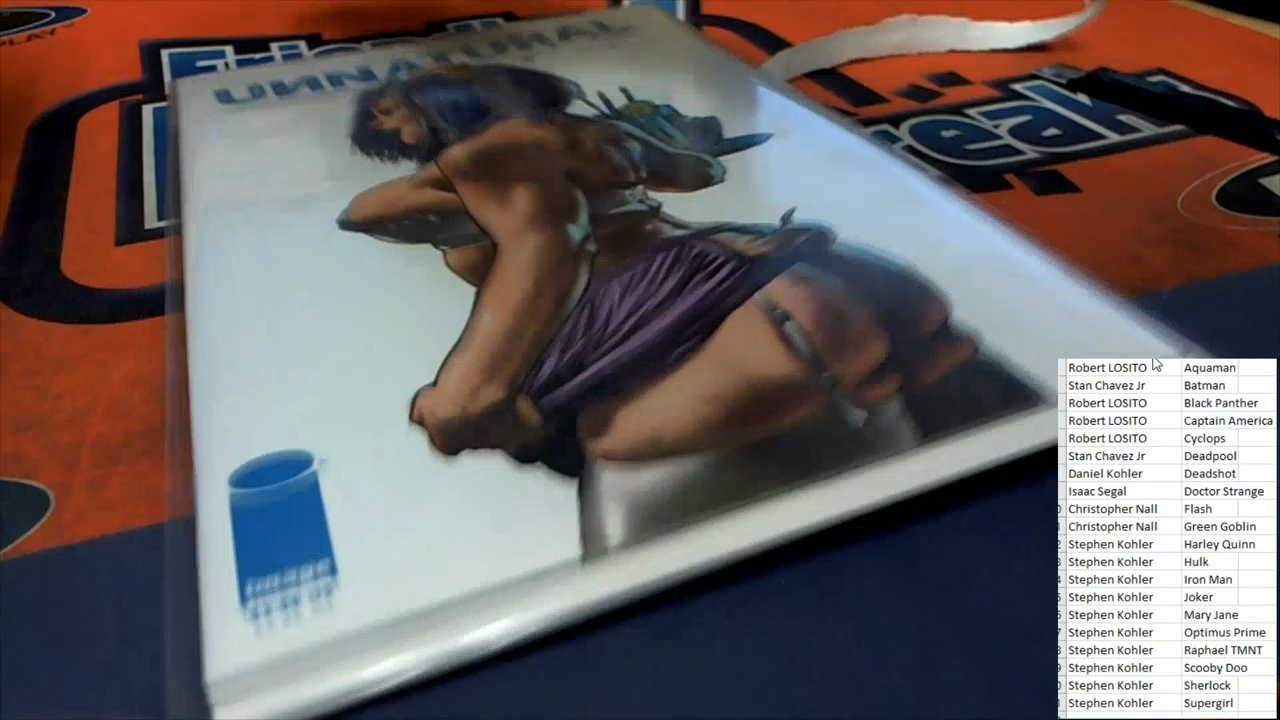 PLAY
UNNATURAL
Break
Robert LOSITO Aquaman
Stan Chavez Jr Batman
Robert LOSITO Black Panther
Robert LOSITO Captain America
Robert LOSITO Cyclops
Stan Chavez Jr Deadpool
Daniel Kohler Deadshot
Isaac Segal Doctor Strange
Christopher Nall Flash
Christopher Nall Green Goblin
Stephen Kohler Harley Quinn
Stephen Kohler Hulk
Stephen Kohler Iron Man
Stephen Kohler Joker
Stephen Kohler Mary Jane
Stephen Kohler Optimus Prime
Stephen Kohler Raphael TMNT
Stephen Kohler Scooby Doo
Stephen Kohler Sherlock
Stephen Kohler Supergirl